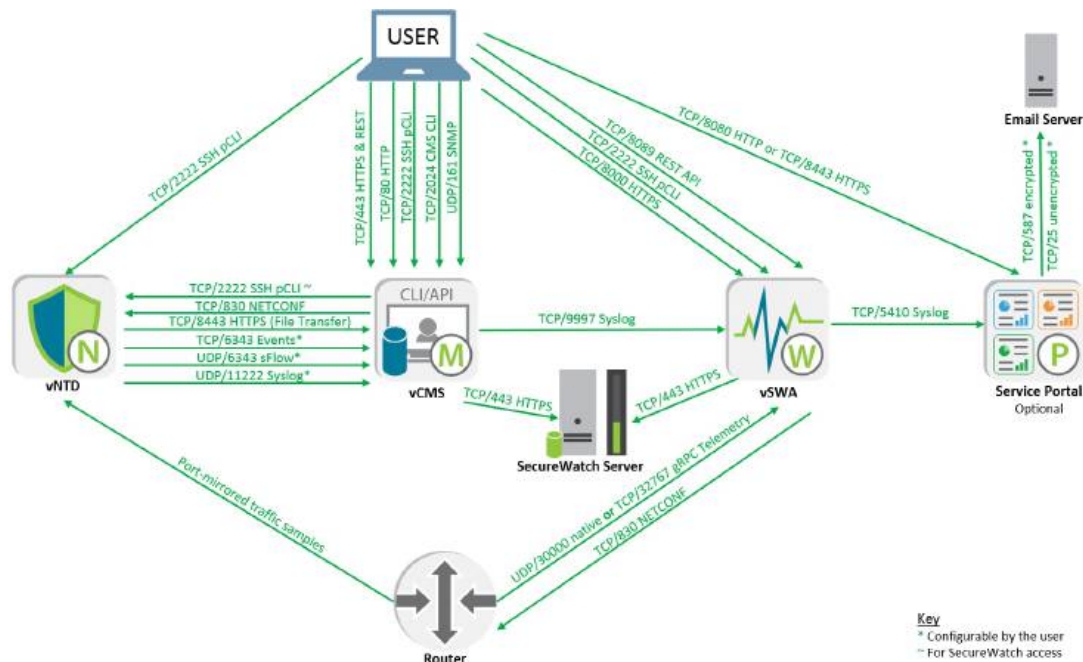 USER
Email Server
TCP/2222 SSH pCLI
TCP/443 HTTPS & REST
TCP/80 HTTP
TCP/2222 SSH pCLI
TCP/2024 CMS CLI
UDP/161 SNMP
TCP/8000 HTTPS
TCP/2222 SSH pCLI
TCP/8089 REST API
TCP/8080 HTTP or TCP/8443 HTTPS
TCP/587 encrypted *
TCP/25 unencrypted *
TCP/2222 SSH pCLI ~
TCP/830 NETCONF
TCP/8443 HTTPS (File Transfer)
TCP/6343 Events*
UDP/6343 sFlow*
UDP/11222 Syslog*
N
vNTD
CLI/API
M
vCMS
TCP/9997 Syslog
W
vSWA
TCP/5410 Syslog
P
Service Portal
Optional
TCP/443 HTTPS
TCP/443 HTTPS
SecureWatch Server
Port-mirrored traffic samples
UDP/30000 native or TCP/32767 gRPC Telemetry
TCP/830 NETCONF
Router
Key
* Configurable by the user
~ For SecureWatch access